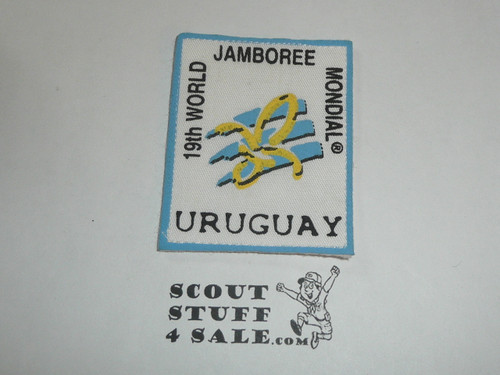 19th WORLD
JAMBOREE
MONDIAL®
URUGUAY
SCOUT
STUFF
4 SALE.com